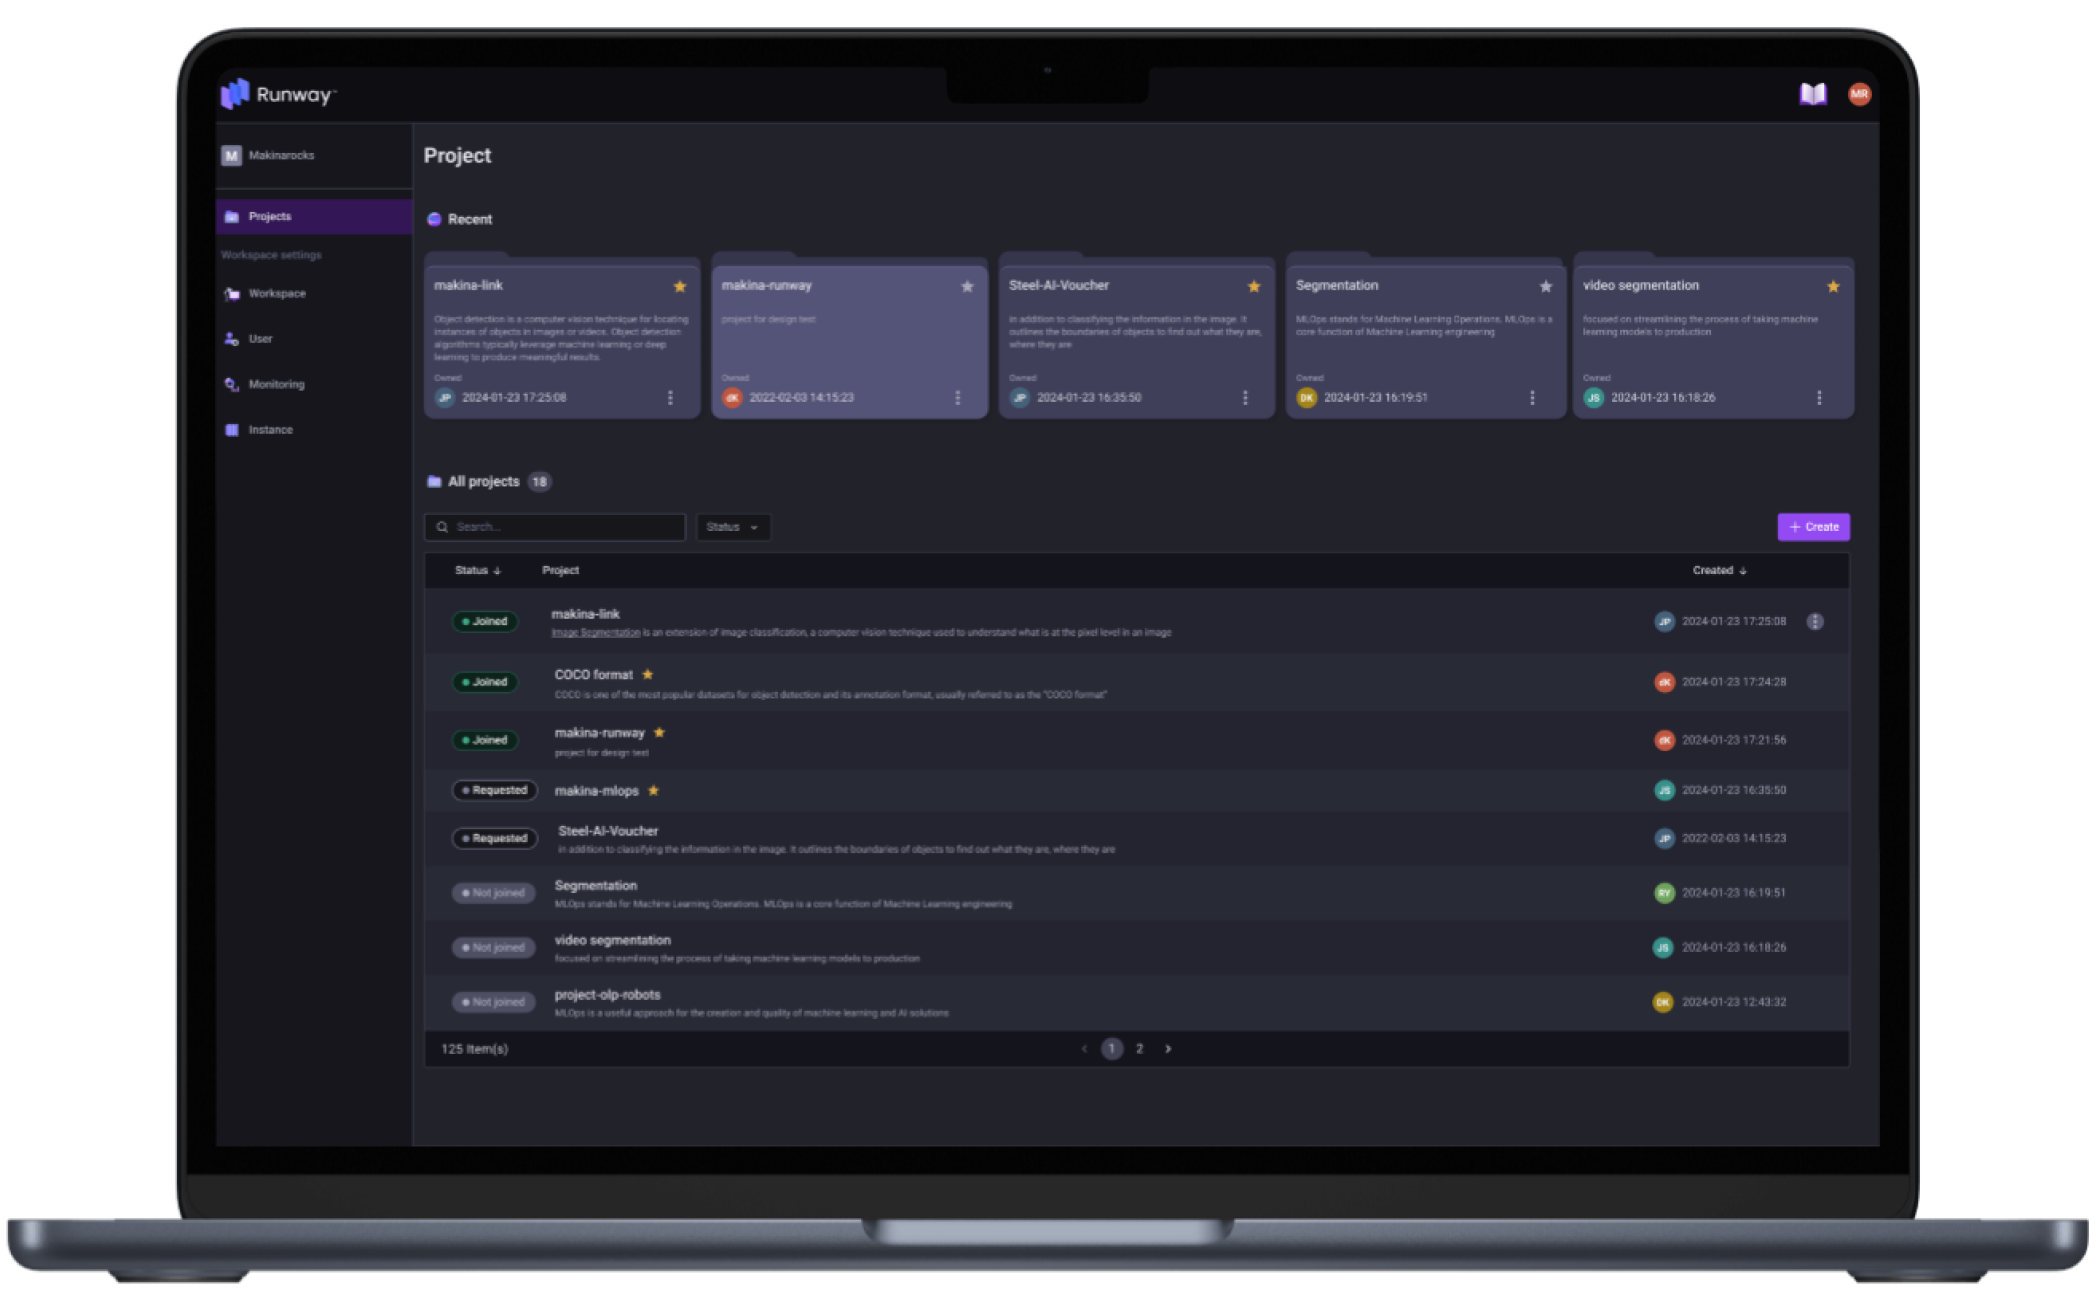 Runway™
MR
M Makinarocks
Projects
Workspace settings
Workspace
User
Monitoring
Instance
Project
Recent
makina-link
Object detection is a computer vision technique for locating
instances of objects in images or videos. Object detection
algorithms typically leverage machine learning or deep
learning to produce meaningful results.
Owned
JP 2024-01-23 17:25:08
makina-runway
project for design test
Owned
dK 2022-02-03 14:15:23
Steel-AI-Voucher
in addition to classifying the information in the image. It
outlines the boundaries of objects to find out what they are,
where they are
Owned
JP 2024-01-23 16:35:50
Segmentation
MLOps stands for Machine Learning Operations. MLOps is a
core function of Machine Learning engineering
Owned
DK 2024-01-23 16:19:51
video segmentation
focused on streamlining the process of taking machine
learning models to production
Owned
JS 2024-01-23 16:18:26
All projects 18
Search...
Status
+ Create
Status ↓ Project Created ↓
Joined makina-link JP 2024-01-23 17:25:08
Image Segmentation is an extension of image classification, a computer vision technique used to understand what is at the pixel level in an image
Joined COCO format dK 2024-01-23 17:24:28
COCO is one of the most popular datasets for object detection and its annotation format, usually referred to as the "COCO format"
Joined makina-runway dK 2024-01-23 17:21:56
project for design test
Requested makina-mlops JS 2024-01-23 16:35:50
Requested Steel-AI-Voucher JP 2022-02-03 14:15:23
in addition to classifying the information in the image. It outlines the boundaries of objects to find out what they are, where they are
Not joined Segmentation RY 2024-01-23 16:19:51
MLOps stands for Machine Learning Operations. MLOps is a core function of Machine Learning engineering
Not joined video segmentation JS 2024-01-23 16:18:26
focused on streamlining the process of taking machine learning models to production
Not joined project-olp-robots DK 2024-01-23 12:43:32
MLOps is a useful approach for the creation and quality of machine learning and AI solutions
125 Item(s) < 1 2 >